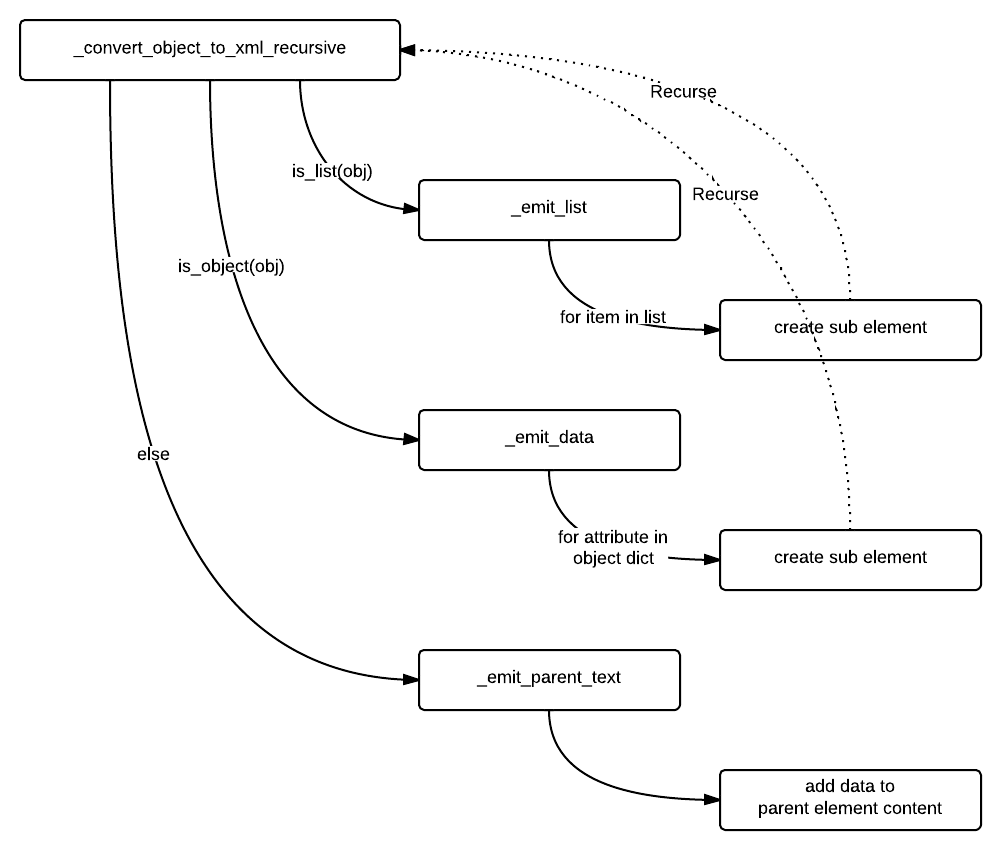 _convert_object_to_xml_recursive
Recurse
is_list(obj)
Recurse
_emit_list
is_object(obj)
for item in list
create sub element
_emit_data
else
for attribute in
object dict
create sub element
_emit_parent_text
add data to
parent element content